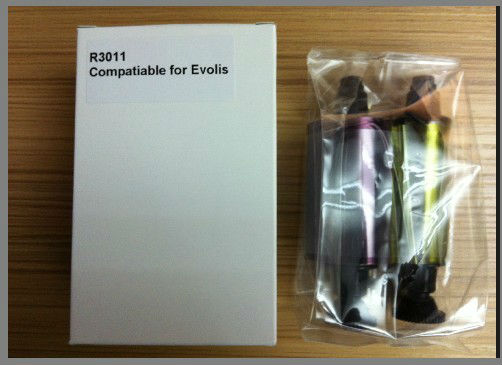 R3011
Compatiable for Evolis